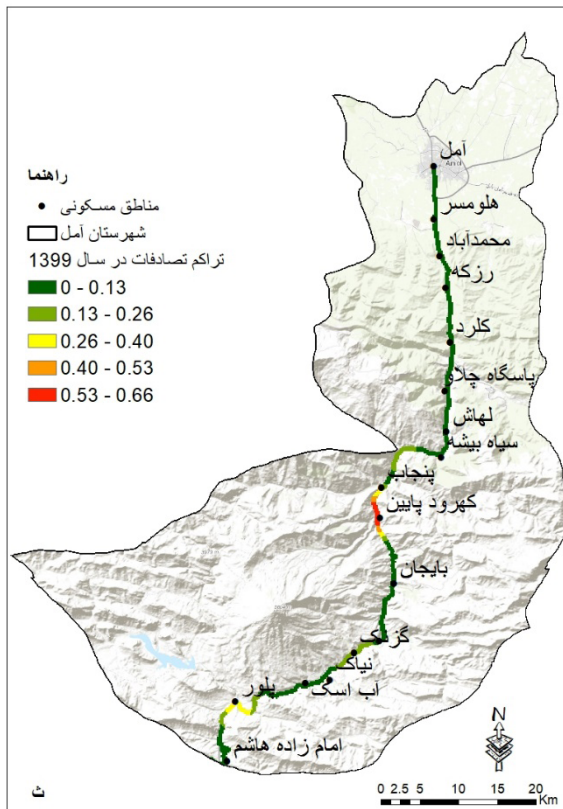 آمل
Amol
هلومسر
محمدآباد
رزکه
کلرد
پاسگاه چلاو
لهاش
سیاه بیشه
پنجاب
کهرود پایین
بایجان
گزنک
نیاک
اب اسک
پلور
امام زاده هاشم
راهنما
مناطق مسکونی
شهرستان آمل
تراکم تصادفات در سال 1399
0 - 0.13
0.13 - 0.26
0.26 - 0.40
0.40 - 0.53
0.53 - 0.66
N
0 2.5 5 10 15 20
Km
ث